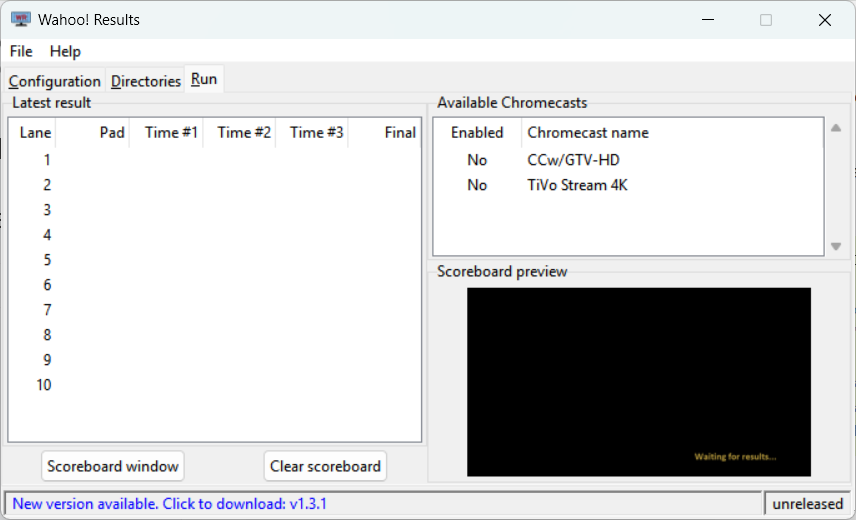 Wahoo! Results
File Help
Configuration Directories Run
Latest result
Lane Pad Time #1 Time #2 Time #3 Final
1
2
3
4
5
6
7
8
9
10
Scoreboard window Clear scoreboard
Available Chromecasts
Enabled Chromecast name
No CCw/GTV-HD
No TiVo Stream 4K
Scoreboard preview
Waiting for results...
New version available. Click to download: v1.3.1 unreleased